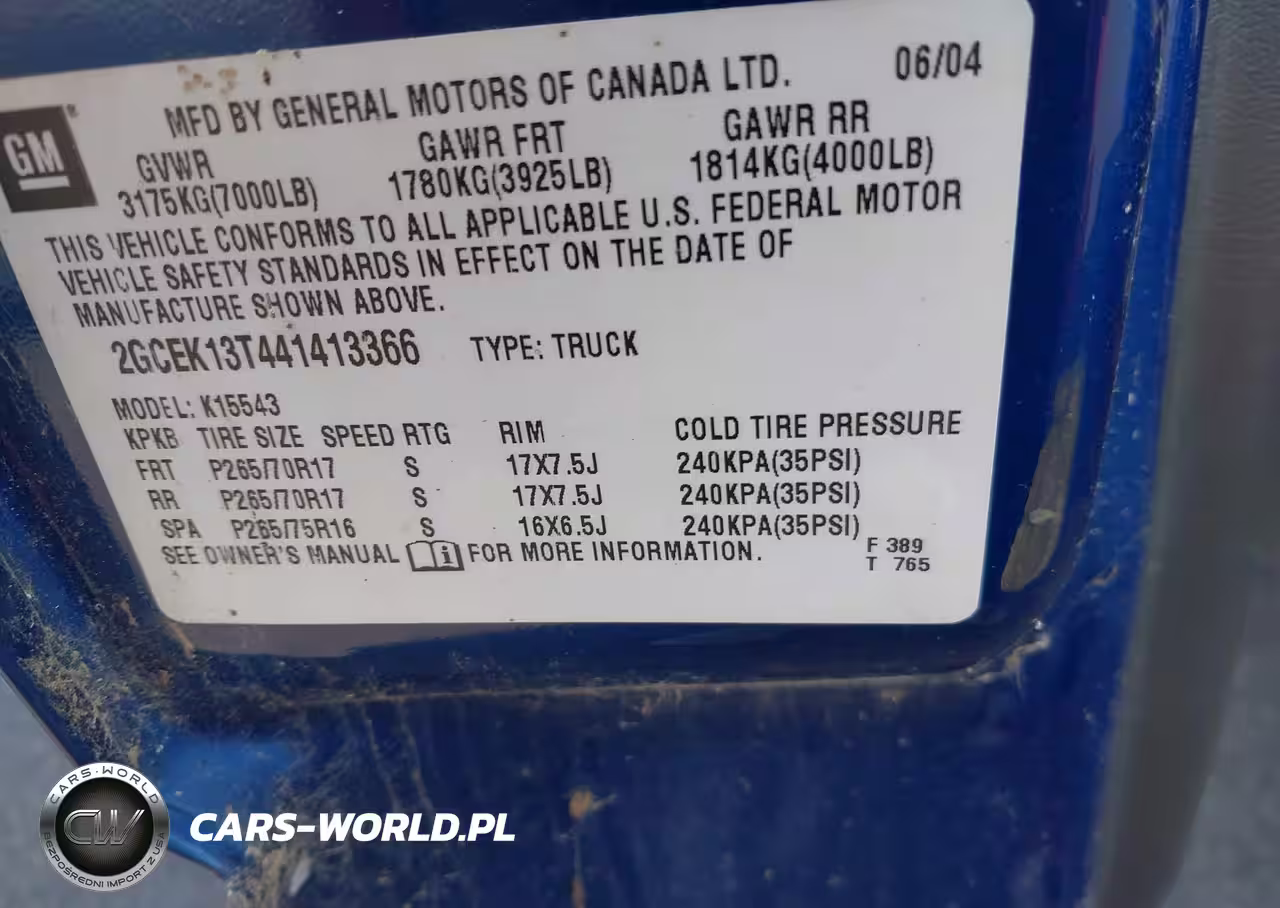 MFD BY GENERAL MOTORS OF CANADA LTD. 06/04
GM®
GVWR GAWR FRT GAWR RR
3175KG(7000LB) 1780KG(3925LB) 1814KG(4000LB)
THIS VEHICLE CONFORMS TO ALL APPLICABLE U.S. FEDERAL MOTOR
VEHICLE SAFETY STANDARDS IN EFFECT ON THE DATE OF
MANUFACTURE SHOWN ABOVE.
2GCEK13T441413366 TYPE: TRUCK
MODEL: K15543
KPKB TIRE SIZE SPEED RTG RIM COLD TIRE PRESSURE
FRT P265/70R17 S 17X7.5J 240KPA(35PSI)
RR P265/70R17 S 17X7.5J 240KPA(35PSI)
SPA P265/75R16 S 16X6.5J 240KPA(35PSI)
SEE OWNER'S MANUAL i FOR MORE INFORMATION.
F 389
T 765
CARS-WORLD
CW
BEZPOŚREDNI IMPORT Z USA
CARS-WORLD.PL